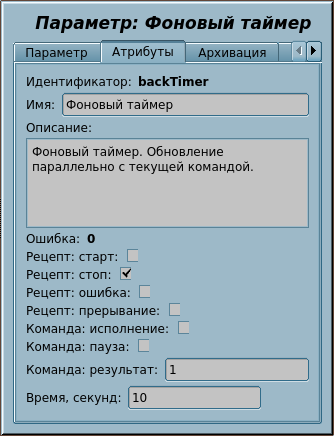 Параметр: Фоновый таймер
Параметр Атрибуты Архивация
Идентификатор: backTimer
Имя: Фоновый таймер
Описание:
Фоновый таймер. Обновление
параллельно с текущей командой.
Ошибка: 0
Рецепт: старт:
Рецепт: стоп:
Рецепт: ошибка:
Рецепт: прерывание:
Команда: исполнение:
Команда: пауза:
Команда: результат: 1
Время, секунд: 10